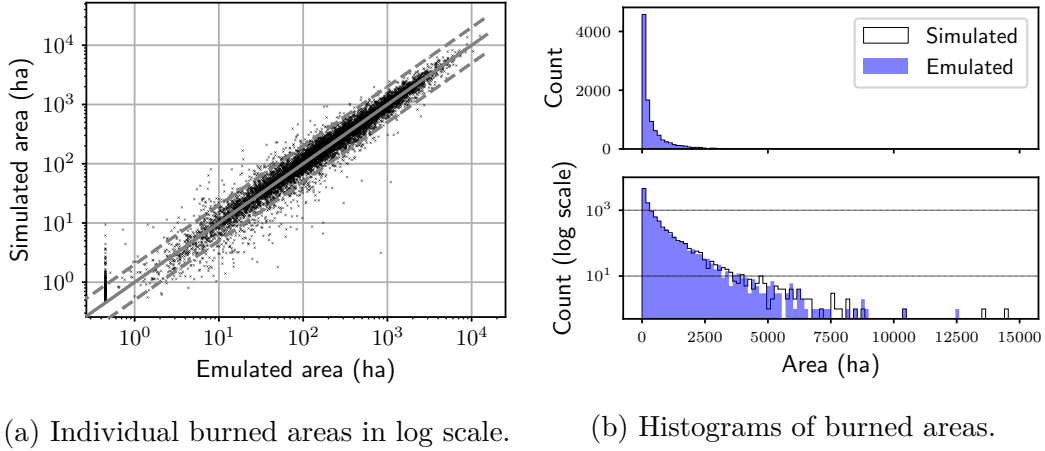 Simulated area (ha)
10^4
10^3
10^2
10^1
10^0
10^0
10^1
10^2
10^3
10^4
Emulated area (ha)
(a) Individual burned areas in log scale.
Count
4000
2000
0
Simulated
Emulated
Count (log scale)
10^3
10^1
0
2500
5000
7500
10000
12500
15000
Area (ha)
(b) Histograms of burned areas.